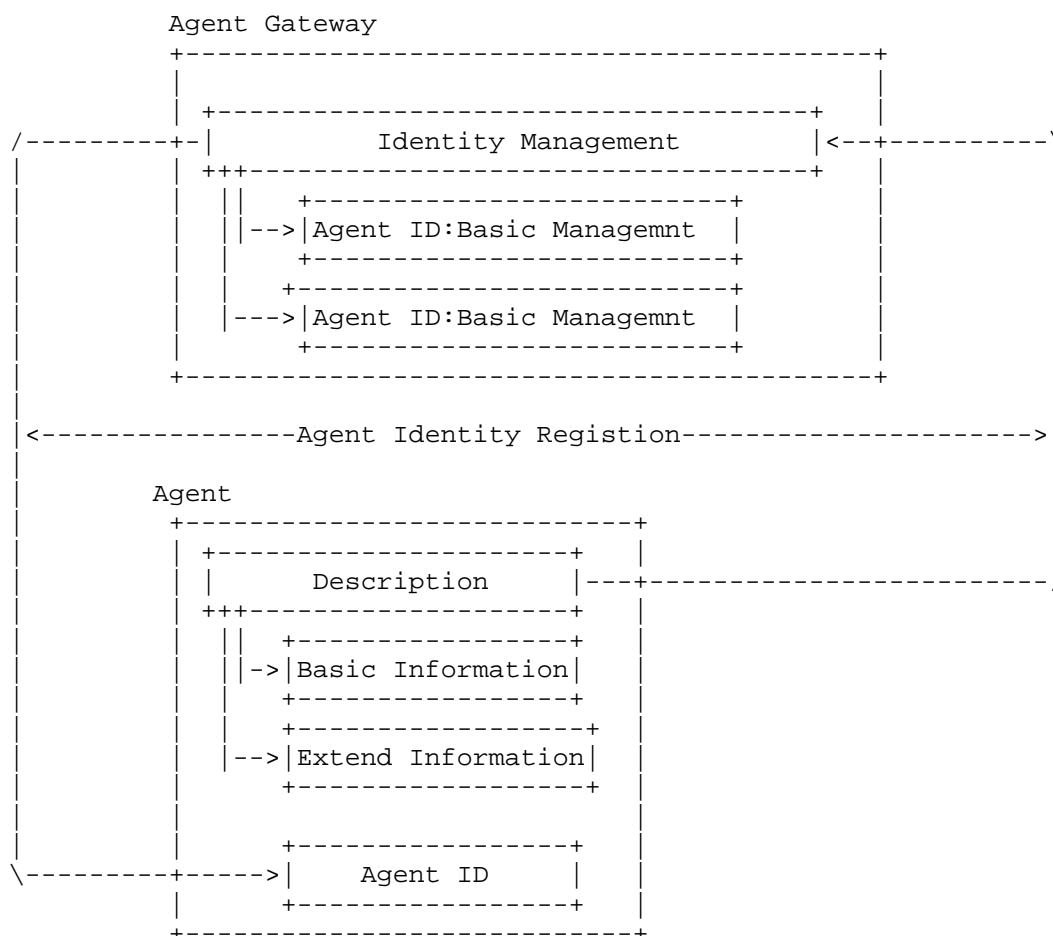 Agent Gateway
Identity Management
Agent ID:Basic Managemnt
Agent ID:Basic Managemnt
Agent Identity Registion
Agent
Description
Basic Information
Extend Information
Agent ID